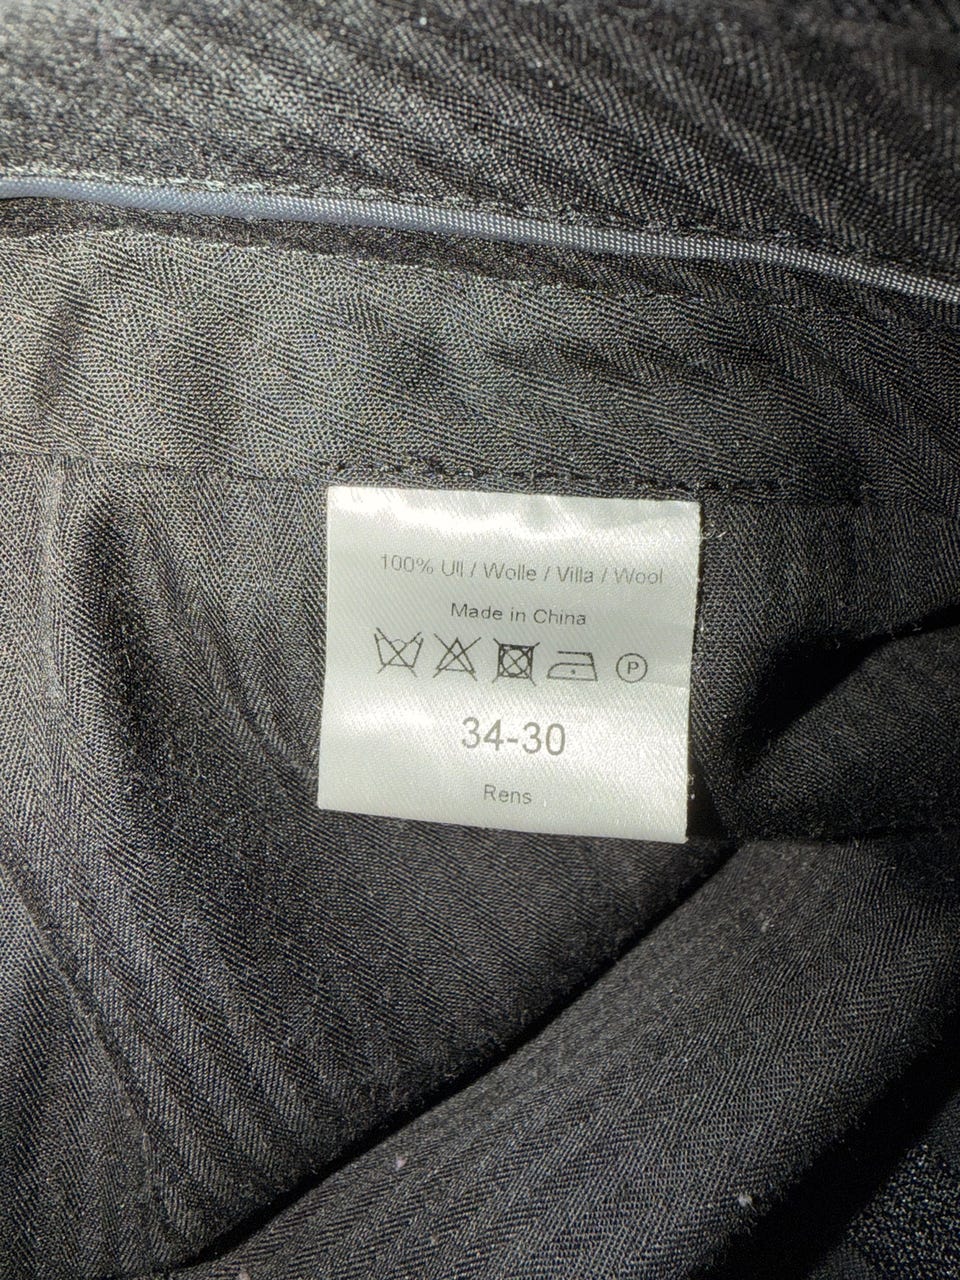 100% Ull / Wolle / Villa / Wool
Made in China
P
34-30
Rens